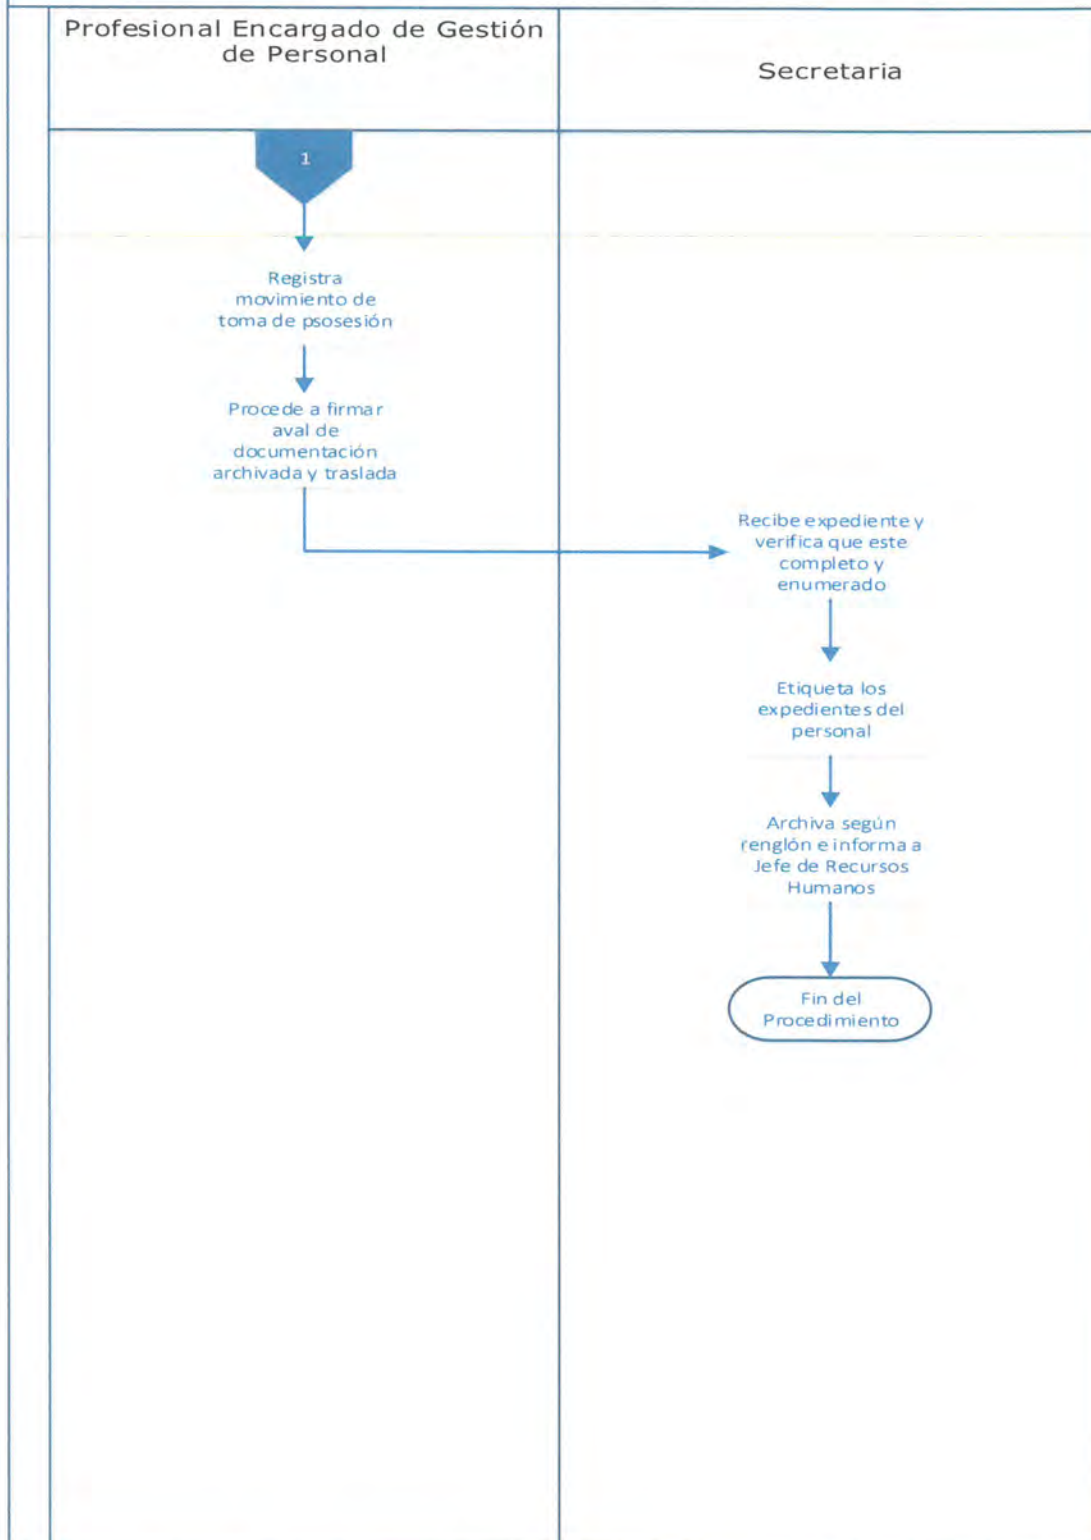 Profesional Encargado de Gestión
de Personal
Secretaria
1
Registra
movimiento de
toma de psosesión
Procede a firmar
aval de
documentación
archivada y traslada
Recibe expediente y
verifica que este
completo y
enumerado
Etiqueta los
expedientes del
personal
Archiva según
renglón e informa a
Jefe de Recursos
Humanos
Fin del
Procedimiento